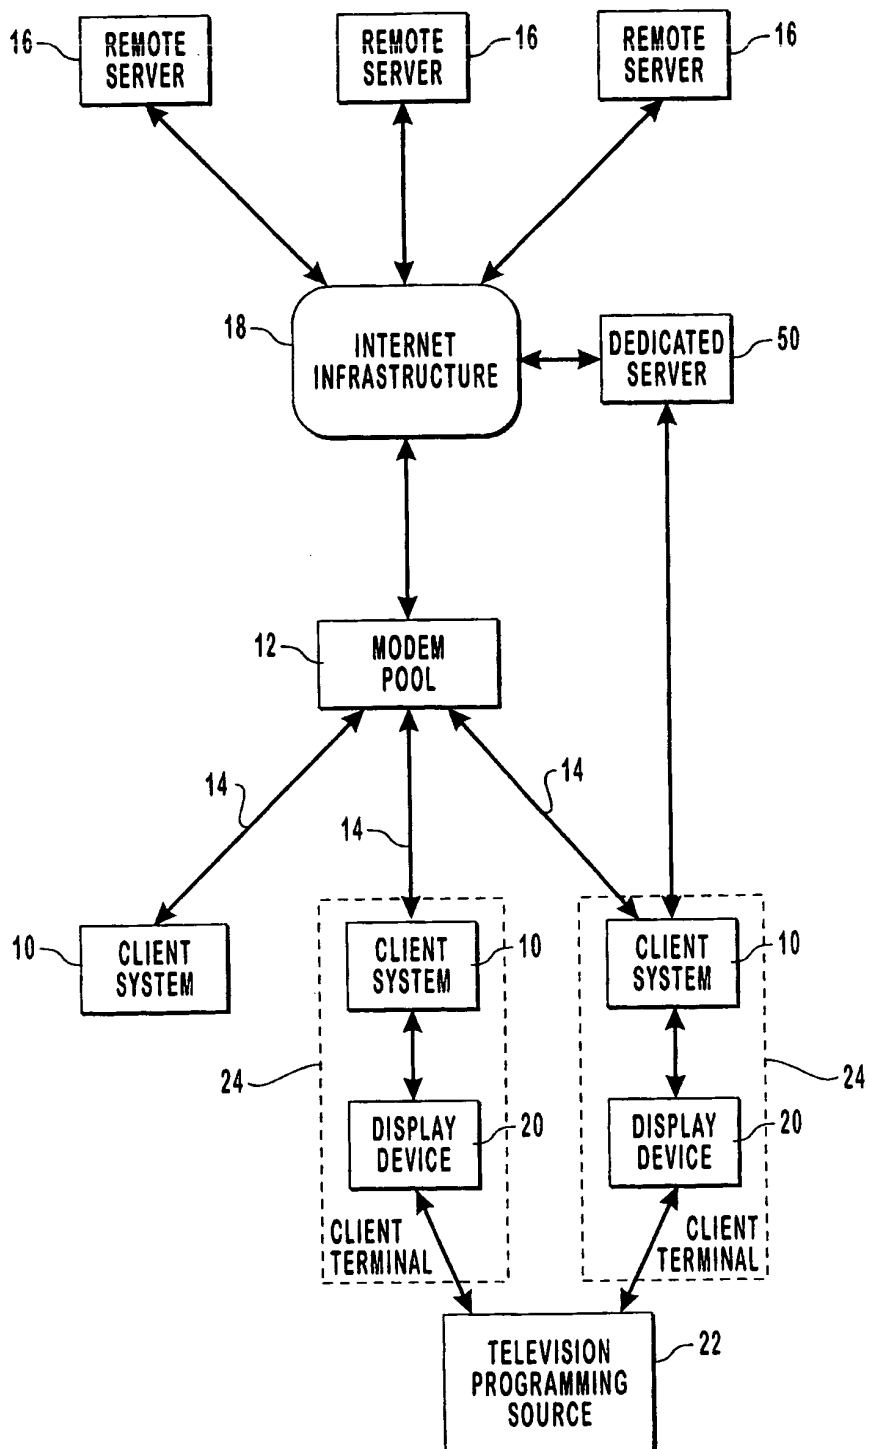 16
REMOTE
SERVER
REMOTE
SERVER
16
REMOTE
SERVER
16
18
INTERNET
INFRASTRUCTURE
DEDICATED
SERVER
50
12
MODEM
POOL
14
14
14
10
CLIENT
SYSTEM
CLIENT
SYSTEM
10
CLIENT
SYSTEM
10
24
24
DISPLAY
DEVICE
20
DISPLAY
DEVICE
20
CLIENT
TERMINAL
CLIENT
TERMINAL
TELEVISION
PROGRAMMING
SOURCE
22